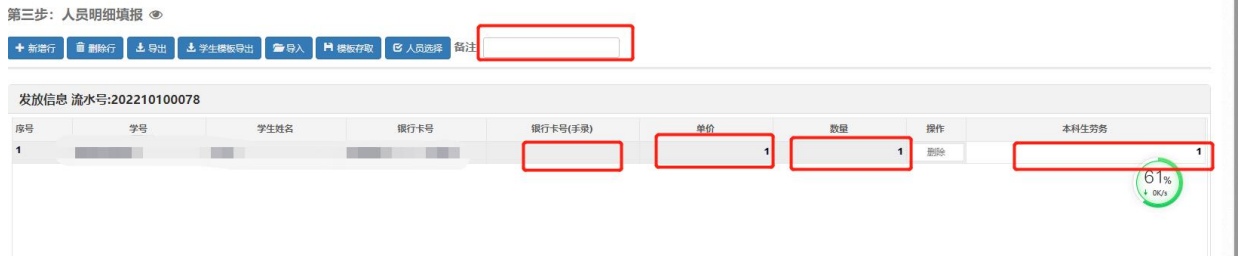 第三步：人员明细填报
新增行 删除行 导出 学生模板导出 导入 模板存取 人员选择 备注
发放信息 流水号:202210100078
序号 学号 学生姓名 银行卡号 银行卡号(手录) 单价 数量 操作 本科生劳务
1 1 1 删除 1
61%
0K/s